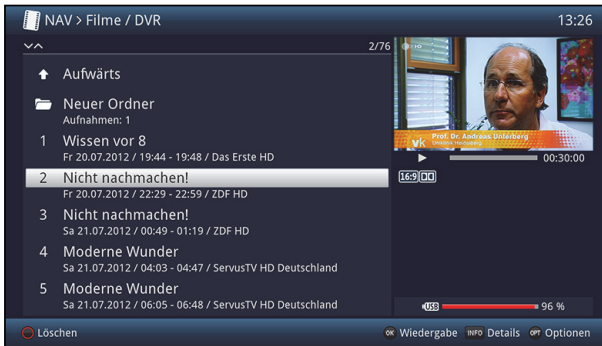 NAV > Filme / DVR 13:26
2/76
Aufwärts
Neuer Ordner
Aufnahmen: 1
1 Wissen vor 8
Fr 20.07.2012 / 19:44 - 19:48 / Das Erste HD
2 Nicht nachmachen!
Fr 20.07.2012 / 22:29 - 22:59 / ZDF HD
3 Nicht nachmachen!
Sa 21.07.2012 / 00:49 - 01:19 / ZDF HD
4 Moderne Wunder
Sa 21.07.2012 / 04:03 - 04:47 / ServusTV HD Deutschland
5 Moderne Wunder
Sa 21.07.2012 / 06:05 - 06:48 / ServusTV HD Deutschland
HD
vk Prof. Dr. Andreas Unterberg
Uniklinik Heidelberg
00:30:00
16:9
USB 96 %
Löschen
OK Wiedergabe INFO Details OPT Optionen